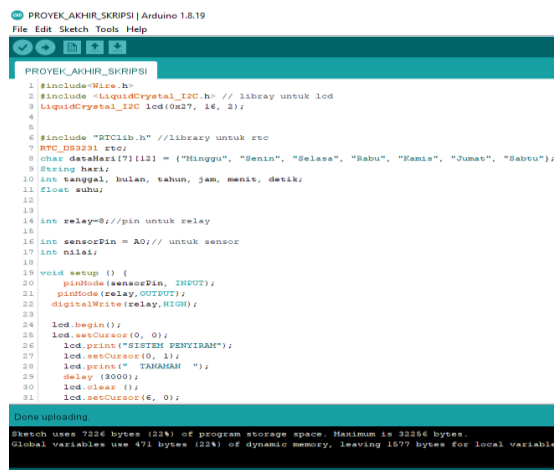 PROYEK_AKHIR_SKRIPSI | Arduino 1.8.19
File Edit Sketch Tools Help
PROYEK_AKHIR_SKRIPSI
1 #include<Wire.h>
2 #include <LiquidCrystal_I2C.h> // libray untuk lcd
3 LiquidCrystal_I2C lcd(0x27, 16, 2);
4
5
6 #include "RTClib.h" //library untuk rtc
7 RTC_DS3231 rtc;
8 char dataHari[7][12] = {"Minggu", "Senin", "Selasa", "Rabu", "Kamis", "Jumat", "Sabtu"};
9 String hari;
10 int tanggal, bulan, tahun, jam, menit, detik;
11 float suhu;
12
13
14 int relay=8;//pin untuk relay
15
16 int sensorPin = A0;// untuk sensor
17 int nilai;
18
19 void setup () {
20 pinMode(sensorPin, INPUT);
21 pinMode(relay,OUTPUT);
22 digitalWrite(relay,HIGH);
23
24 lcd.begin();
25 lcd.setCursor(0, 0);
26 lcd.print("SISTEM PENYIRAM");
27 lcd.setCursor(0, 1);
28 lcd.print("  TANAMAN  ");
29 delay (3000);
30 lcd.clear ();
31 lcd.setCursor(6, 0);
Done uploading.
Sketch uses 7226 bytes (22%) of program storage space. Maximum is 32256 bytes.
Global variables use 471 bytes (22%) of dynamic memory, leaving 1577 bytes for local variable